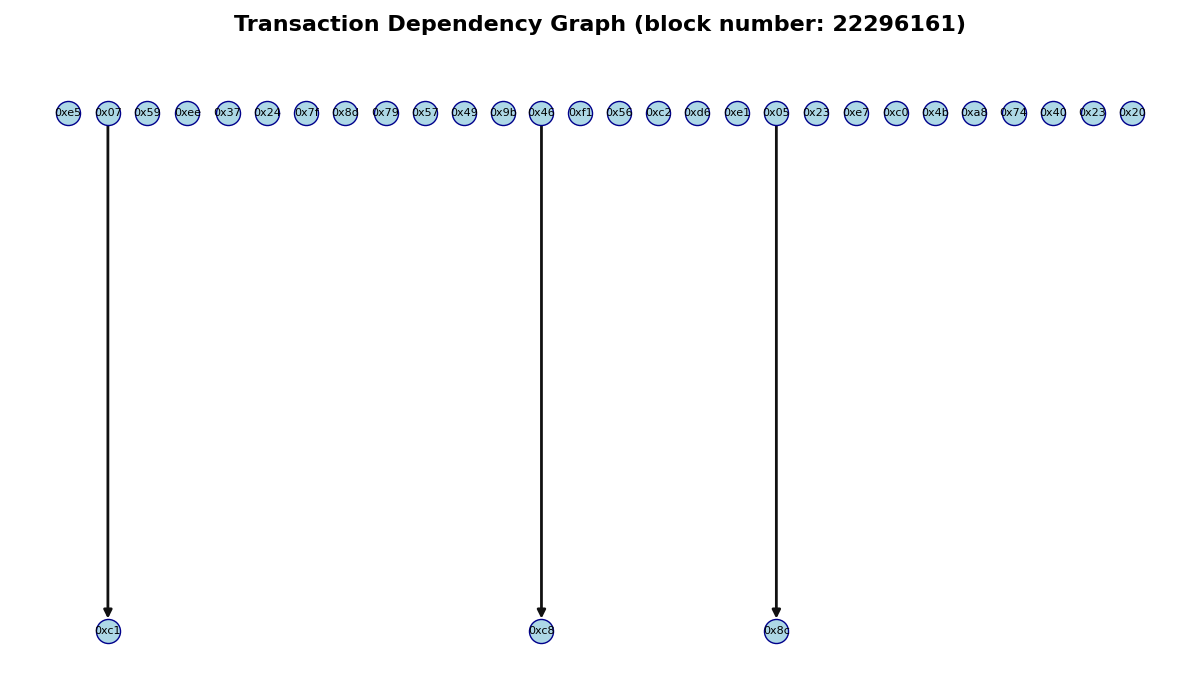 Transaction Dependency Graph (block number: 22296161)
0xe5 0x07 0x59 0xee 0x37 0x24 0x7f 0x8d 0x79 0x57 0x49 0x9b 0x46 0xf1 0x56 0xc2 0xd6 0xe1 0x05 0x23 0xe7 0xc0 0x4b 0xa8 0x74 0x40 0x23 0x20
0xc1 0xc8